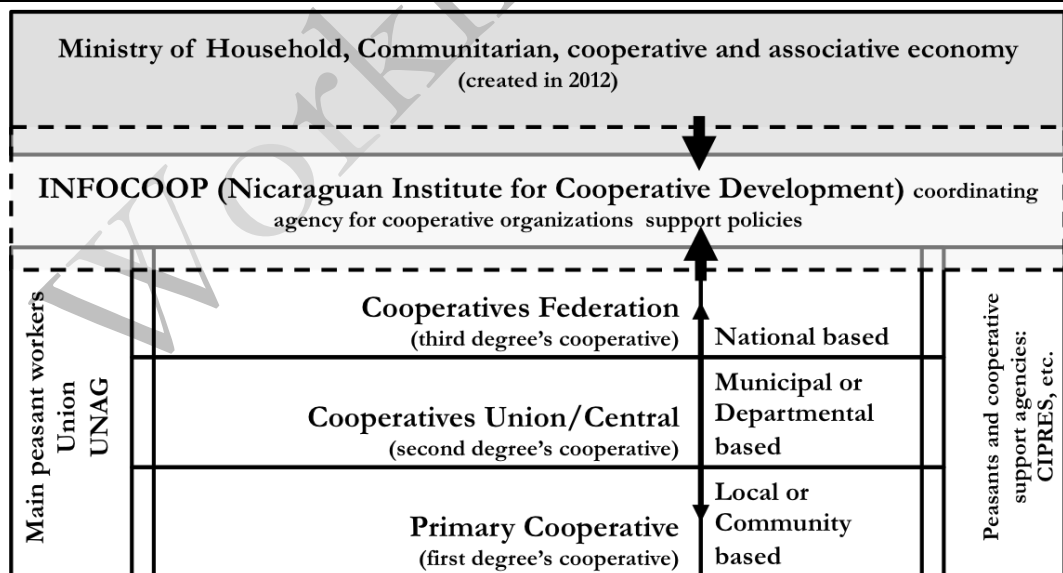 Ministry of Household, Communitarian, cooperative and associative economy
(created in 2012)
INFOCOOP (Nicaraguan Institute for Cooperative Development) coordinating
agency for cooperative organizations support policies
Main peasant workers
Union
UNAG
Cooperatives Federation
(third degree’s cooperative)
National based
Cooperatives Union/Central
(second degree’s cooperative)
Municipal or
Departmental
based
Primary Cooperative
(first degree’s cooperative)
Local or
Community
based
Peasants and cooperative
support agencies:
CIPRES, etc.